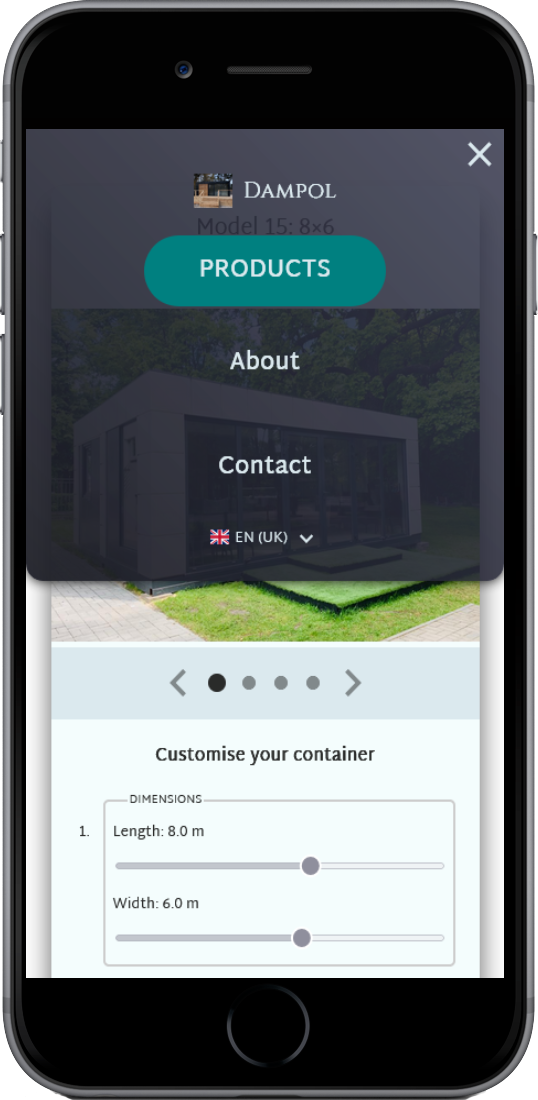 DAMPOL
Model 15: 8×6
PRODUCTS
About
Contact
EN (UK)
Customise your container
DIMENSIONS
1.
Length: 8.0 m
Width: 6.0 m